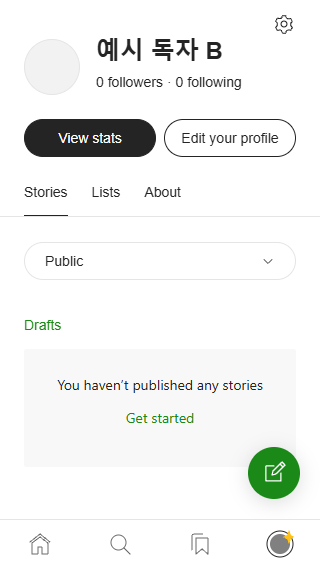 예시 독자 B
0 followers · 0 following
View stats
Edit your profile
Stories
Lists
About
Public
Drafts
You haven’t published any stories
Get started